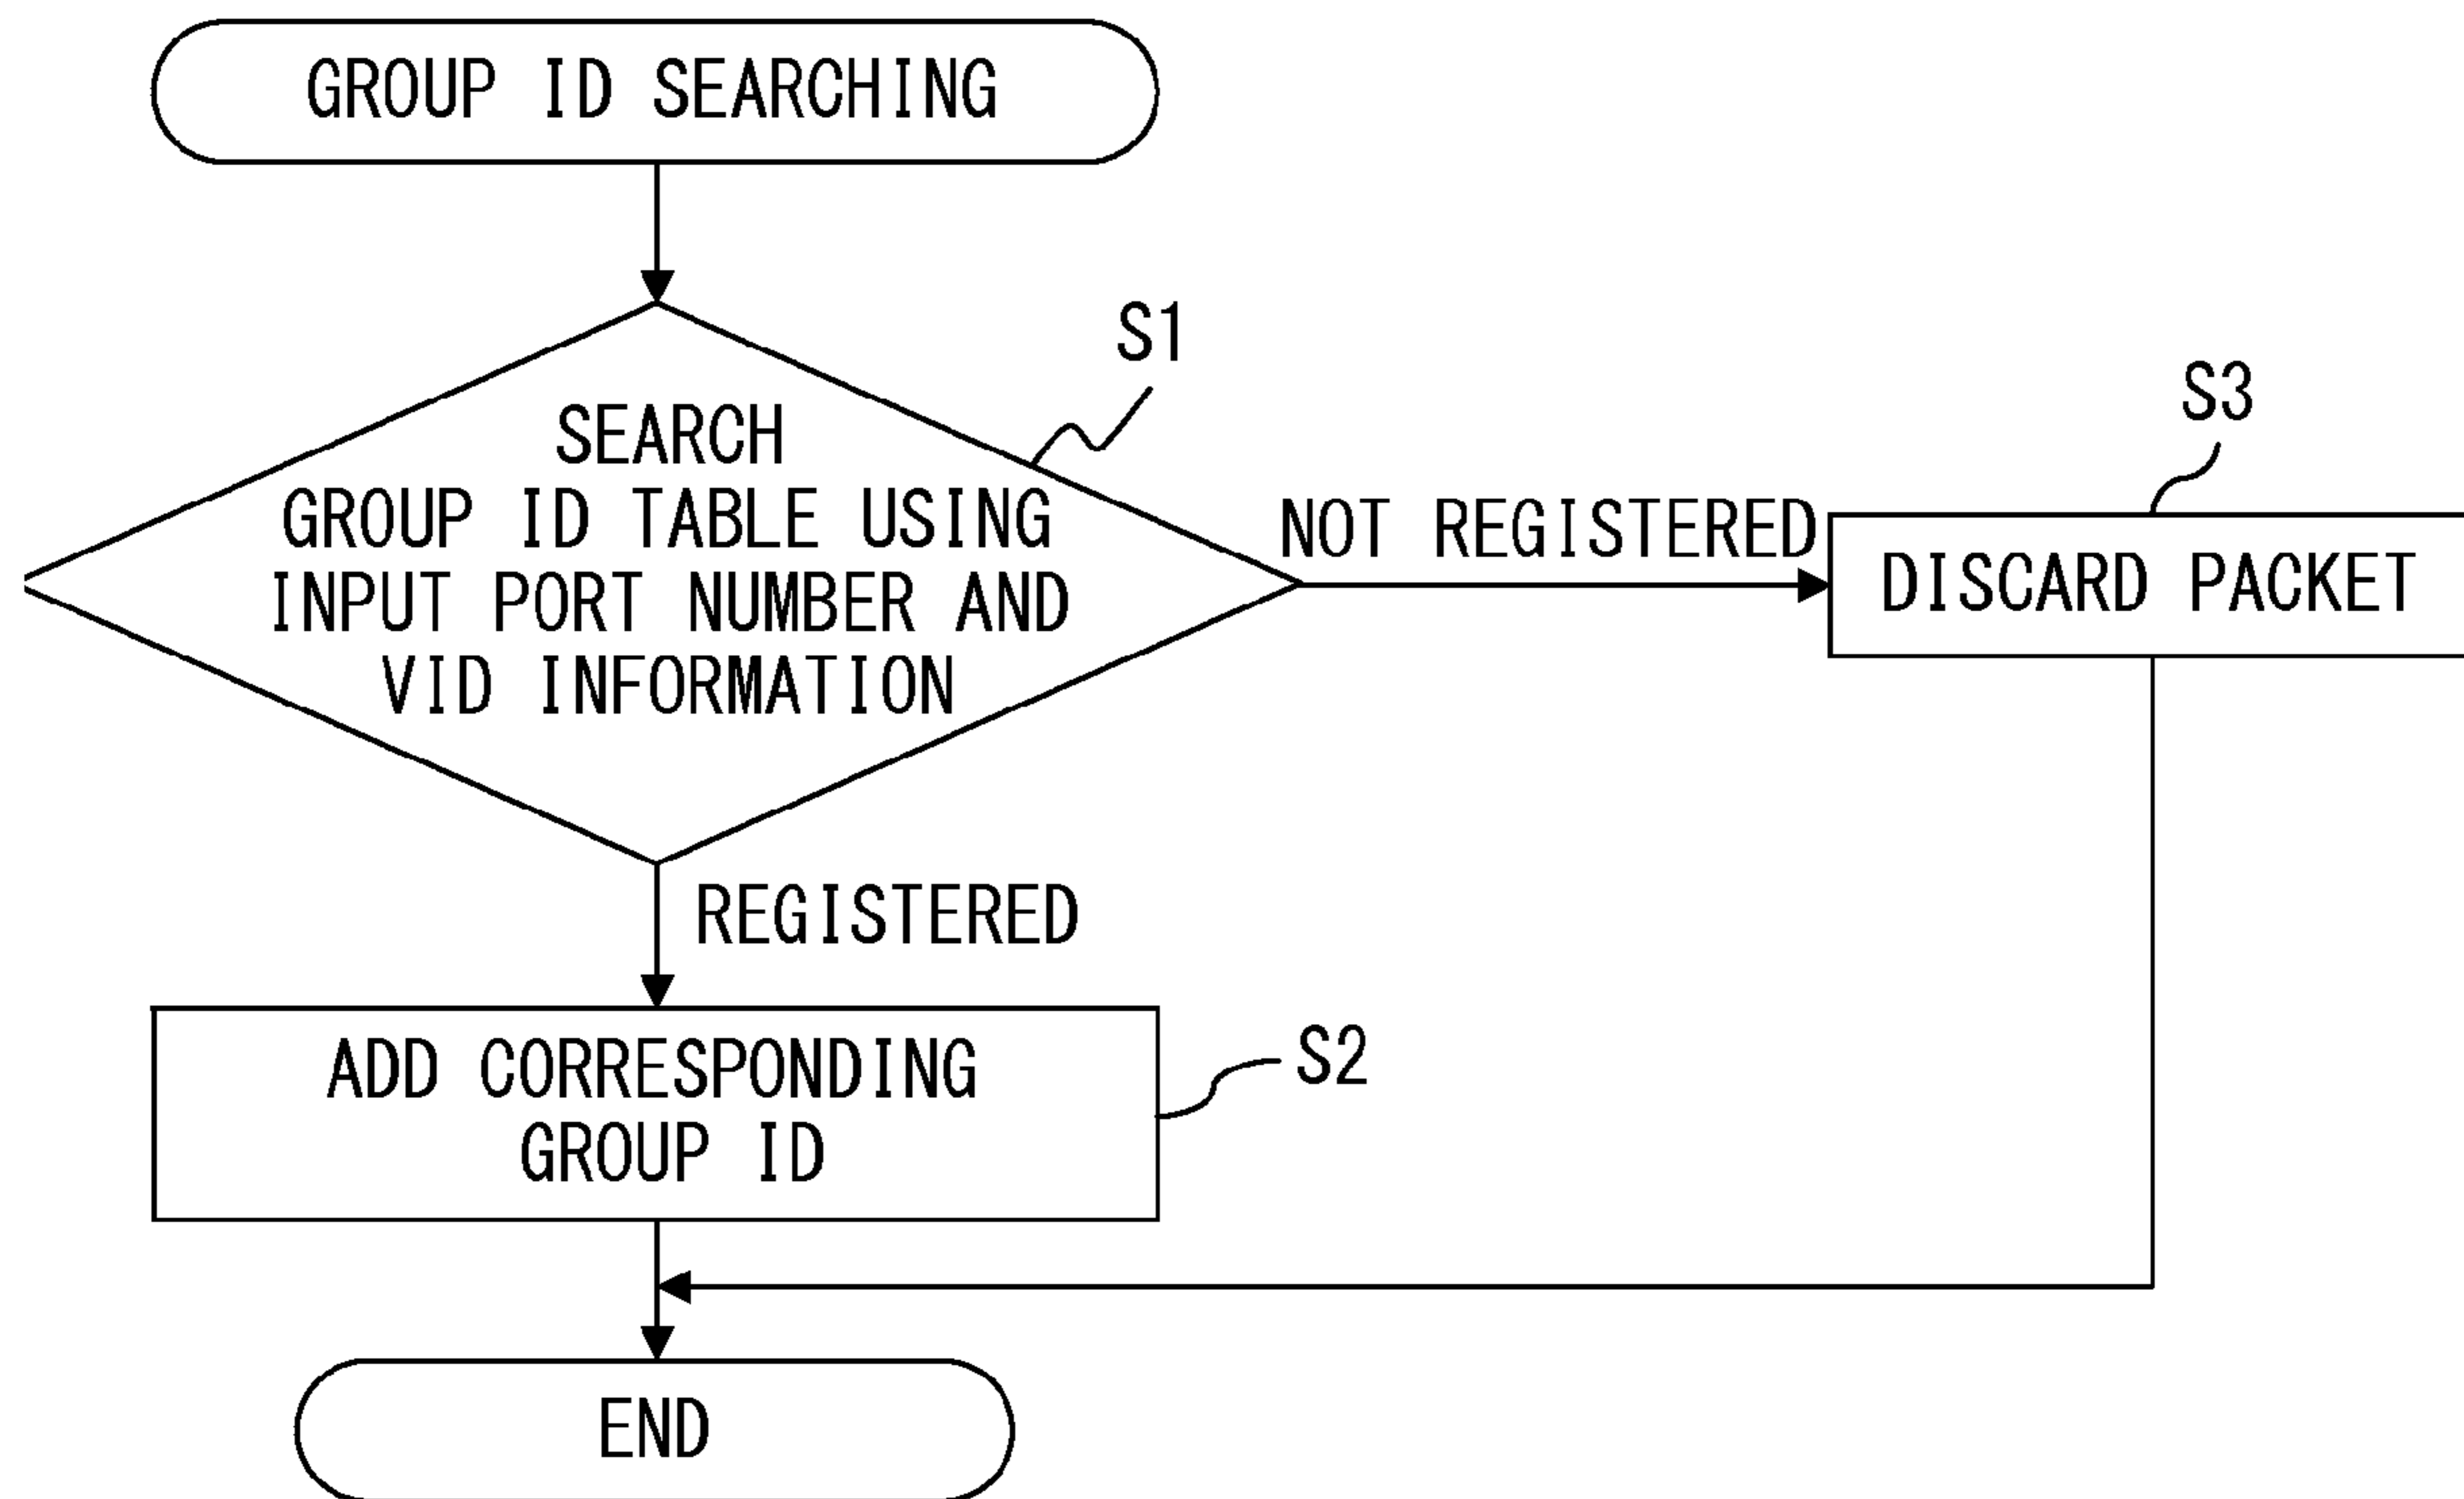 GROUP ID SEARCHING
S1
SEARCH
GROUP ID TABLE USING
INPUT PORT NUMBER AND
VID INFORMATION
NOT REGISTERED
S3
DISCARD PACKET
REGISTERED
ADD CORRESPONDING
GROUP ID
S2
END